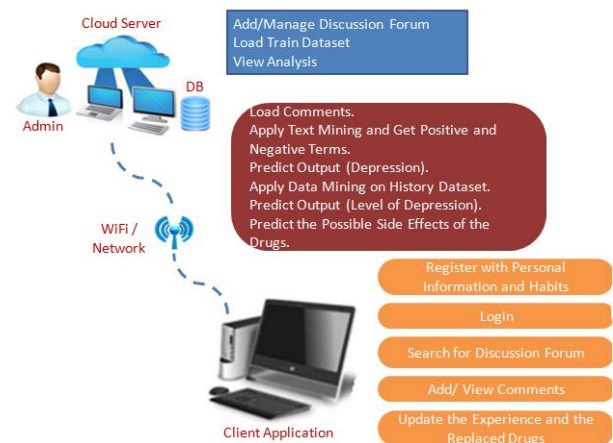 Cloud Server
Add/Manage Discussion Forum
Load Train Dataset
View Analysis
DB
Admin
Load Comments.
Apply Text Mining and Get Positive and
Negative Terms.
Predict Output (Depression).
Apply Data Mining on History Dataset.
Predict Output (Level of Depression).
Predict the Possible Side Effects of the
Drugs.
WiFi /
Network
Register with Personal
Information and Habits
Login
Search for Discussion Forum
Add/ View Comments
Update the Experience and the
Replaced Drugs
Client Application